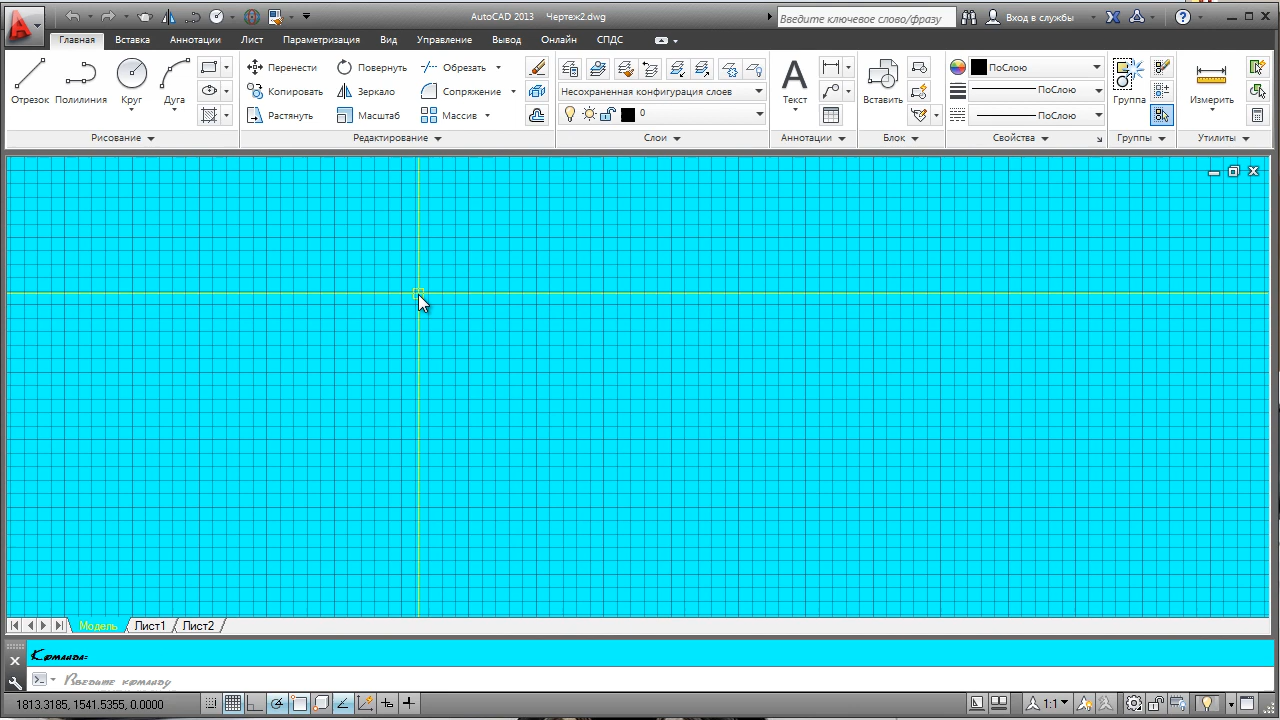 AutoCAD 2013 Чертеж2.dwg
Введите ключевое слово/фразу
Вход в службы
Главная Вставка Аннотации Лист Параметризация Вид Управление Вывод Онлайн СПДС
Отрезок Полилиния Круг Дуга
Перенести Повернуть Обрезать
Копировать Зеркало Сопряжение
Растянуть Масштаб Массив
Несохраненная конфигурация слоев
0
Текст
Вставить
ПоСлою
ПоСлою
ПоСлою
Группа
Измерить
Рисование Редактирование Слои Аннотации Блок Свойства Группы Утилиты
Модель Лист1 Лист2
Команда:
Введите команду
1813.3185, 1541.5355, 0.0000
1:1